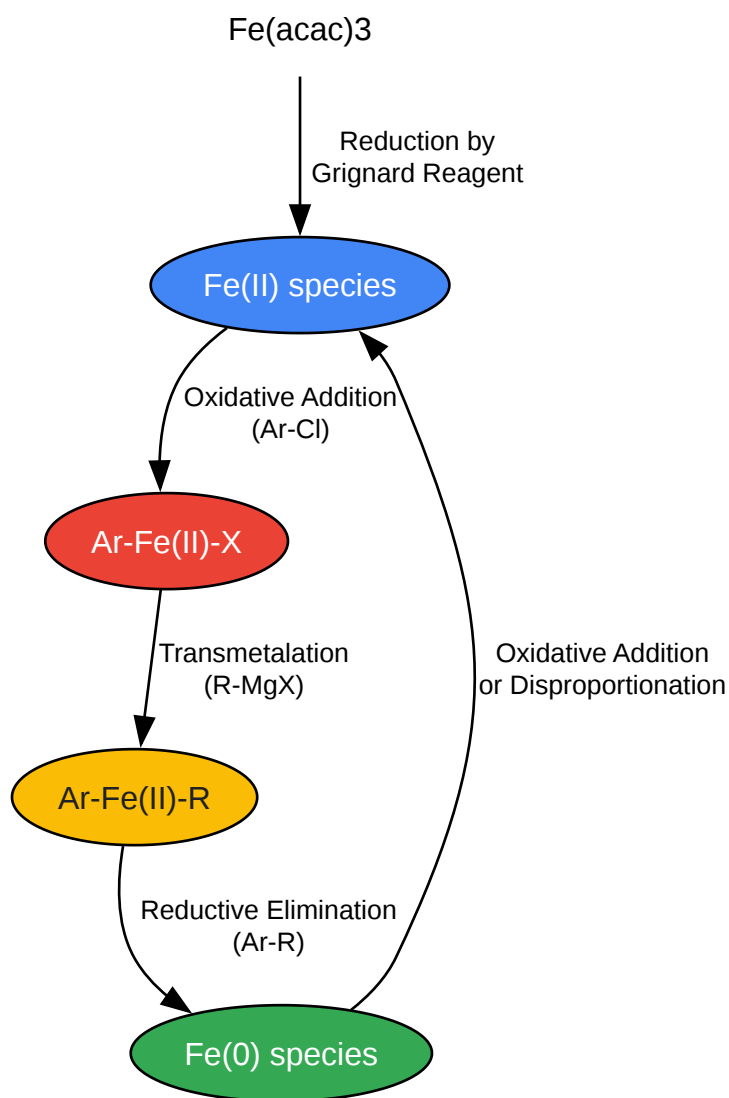 Fe(acac)3
Reduction by
Grignard Reagent
Fe(II) species
Oxidative Addition
(Ar-Cl)
Ar-Fe(II)-X
Transmetalation
(R-MgX)
Oxidative Addition
or Disproportionation
Ar-Fe(II)-R
Reductive Elimination
(Ar-R)
Fe(0) species